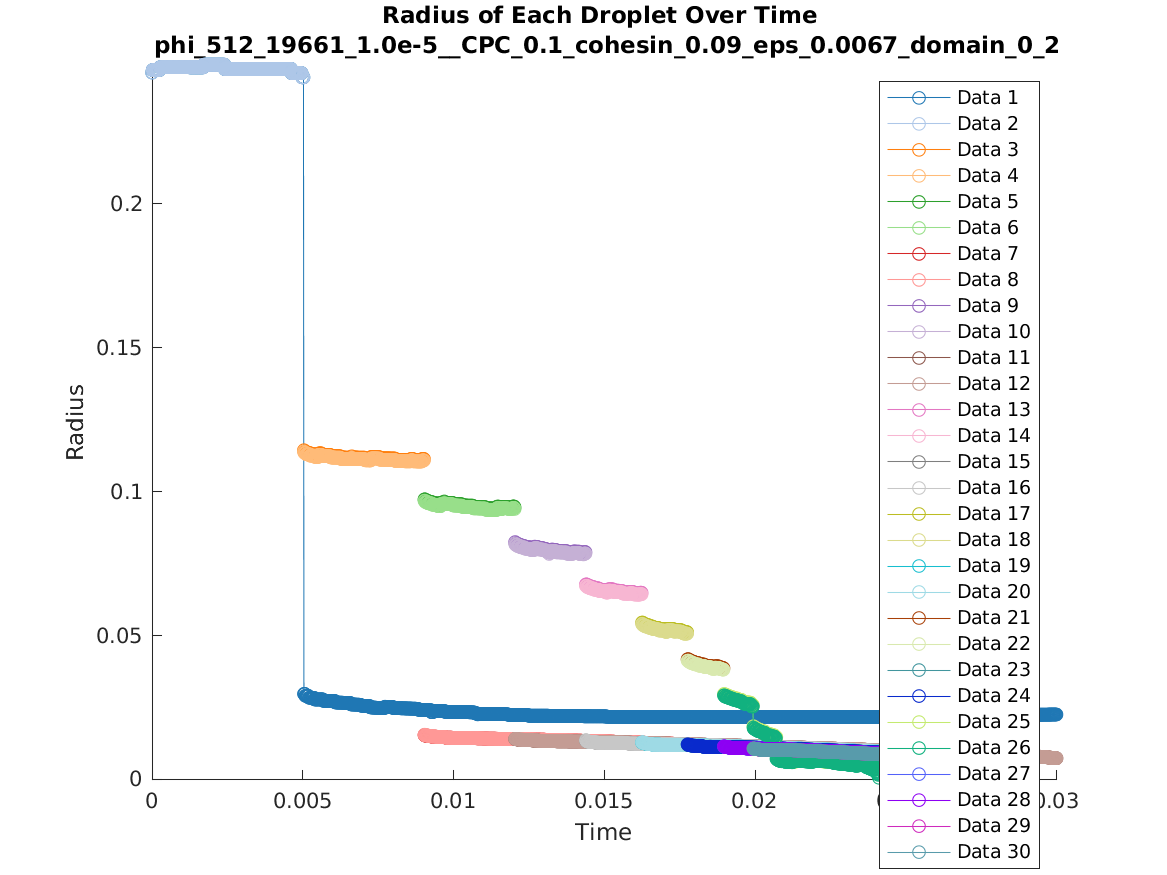 Radius of Each Droplet Over Time
phi_512_19661_1.0e-5__CPC_0.1_cohesin_0.09_eps_0.0067_domain_0_2
Radius
0.2
0.15
0.1
0.05
0
0
0.005
0.01
0.015
0.02
0.03
Time
Data 1
Data 2
Data 3
Data 4
Data 5
Data 6
Data 7
Data 8
Data 9
Data 10
Data 11
Data 12
Data 13
Data 14
Data 15
Data 16
Data 17
Data 18
Data 19
Data 20
Data 21
Data 22
Data 23
Data 24
Data 25
Data 26
Data 27
Data 28
Data 29
Data 30